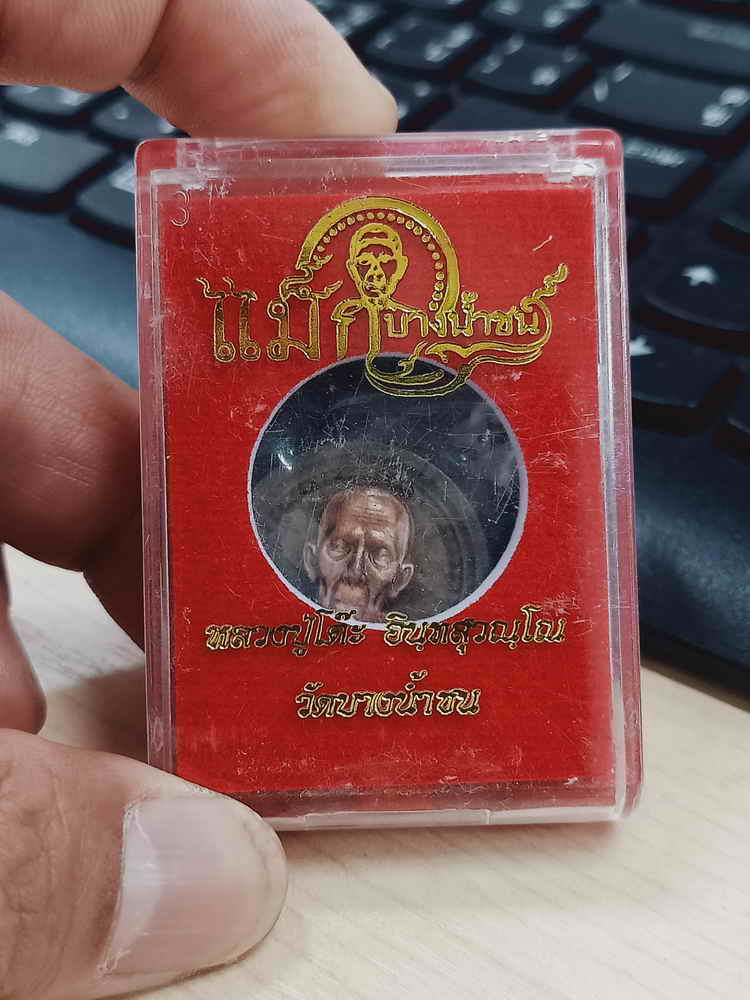 3
แม็กบางน้ำชน
หลวงปู่โต๊ะ อินฺทสุวณฺโณ
วัดบางน้ำชน